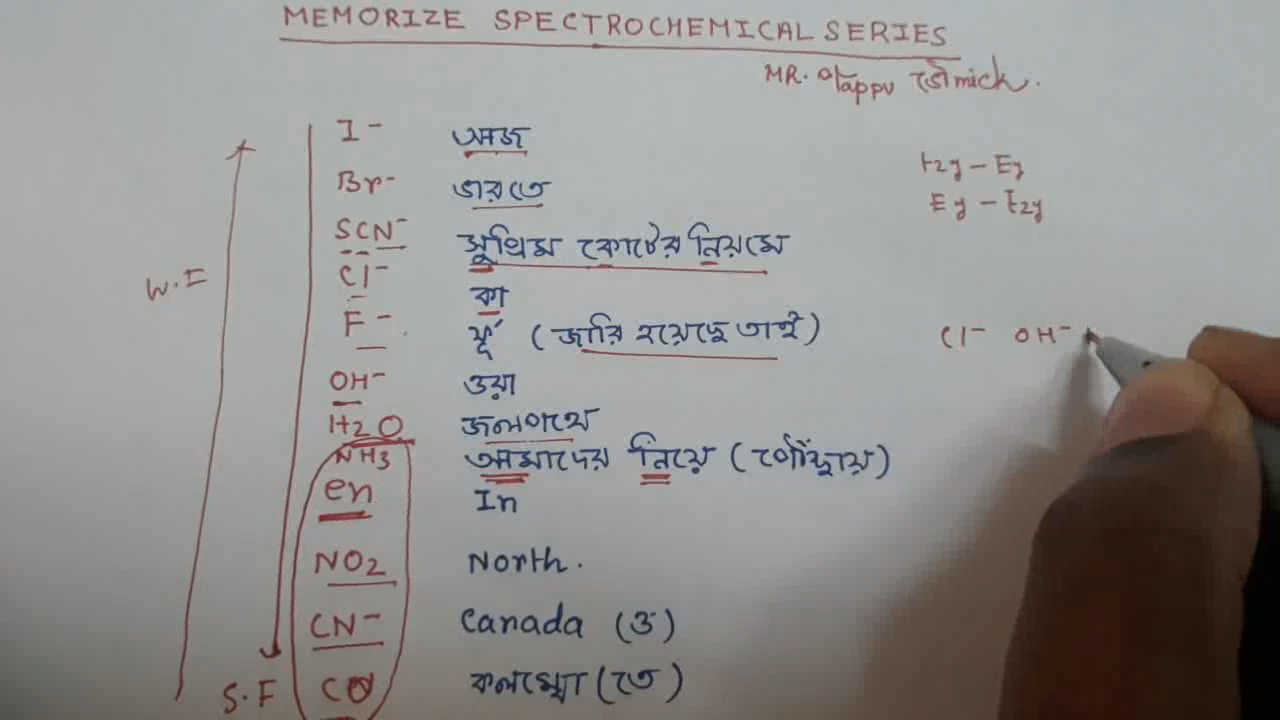 MEMORIZE SPECTROCHEMICAL SERIES
MR.
I⁻ আজ
Br⁻ ভারতে
SCN⁻ সুপ্রিম কোর্টের নিয়মে
Cl⁻ কা
F⁻ র্ফূ (জারি হয়েছে তাই)
OH⁻ ওয়া
H2O জলপথে
NH3 আমাদের নিয়ে (পৌঁছায়)
en In
NO2 North.
CN⁻ Canada (ও)
CO কলম্বো (তে)
W.F
S.F
t2g - Eg
Eg - t2g
Cl⁻ OH⁻